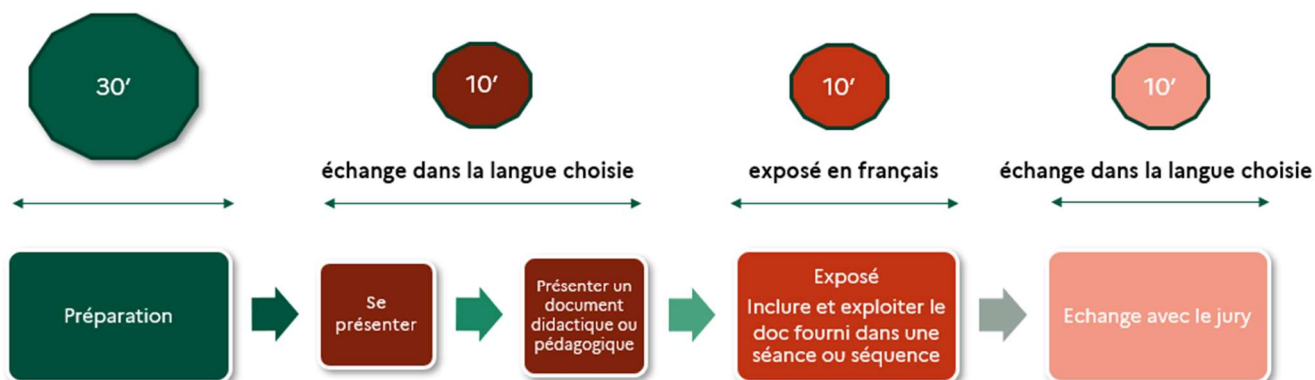 30'
10'
10'
10'
échange dans la langue choisie
exposé en français
échange dans la langue choisie
Préparation
Se
présenter
Présenter un
document
didactique ou
pédagogique
Exposé
Inclure et exploiter le
doc fourni dans une
séance ou séquence
Echange avec le jury